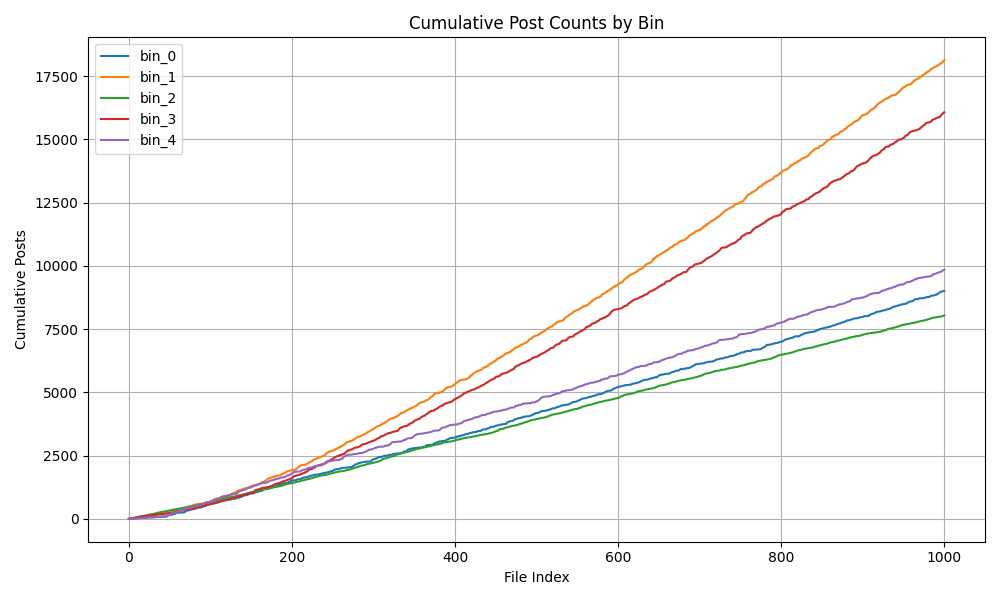 Cumulative Post Counts by Bin
bin_0
bin_1
bin_2
bin_3
bin_4
Cumulative Posts
17500
15000
12500
10000
7500
5000
2500
0
0 200 400 600 800 1000
File Index